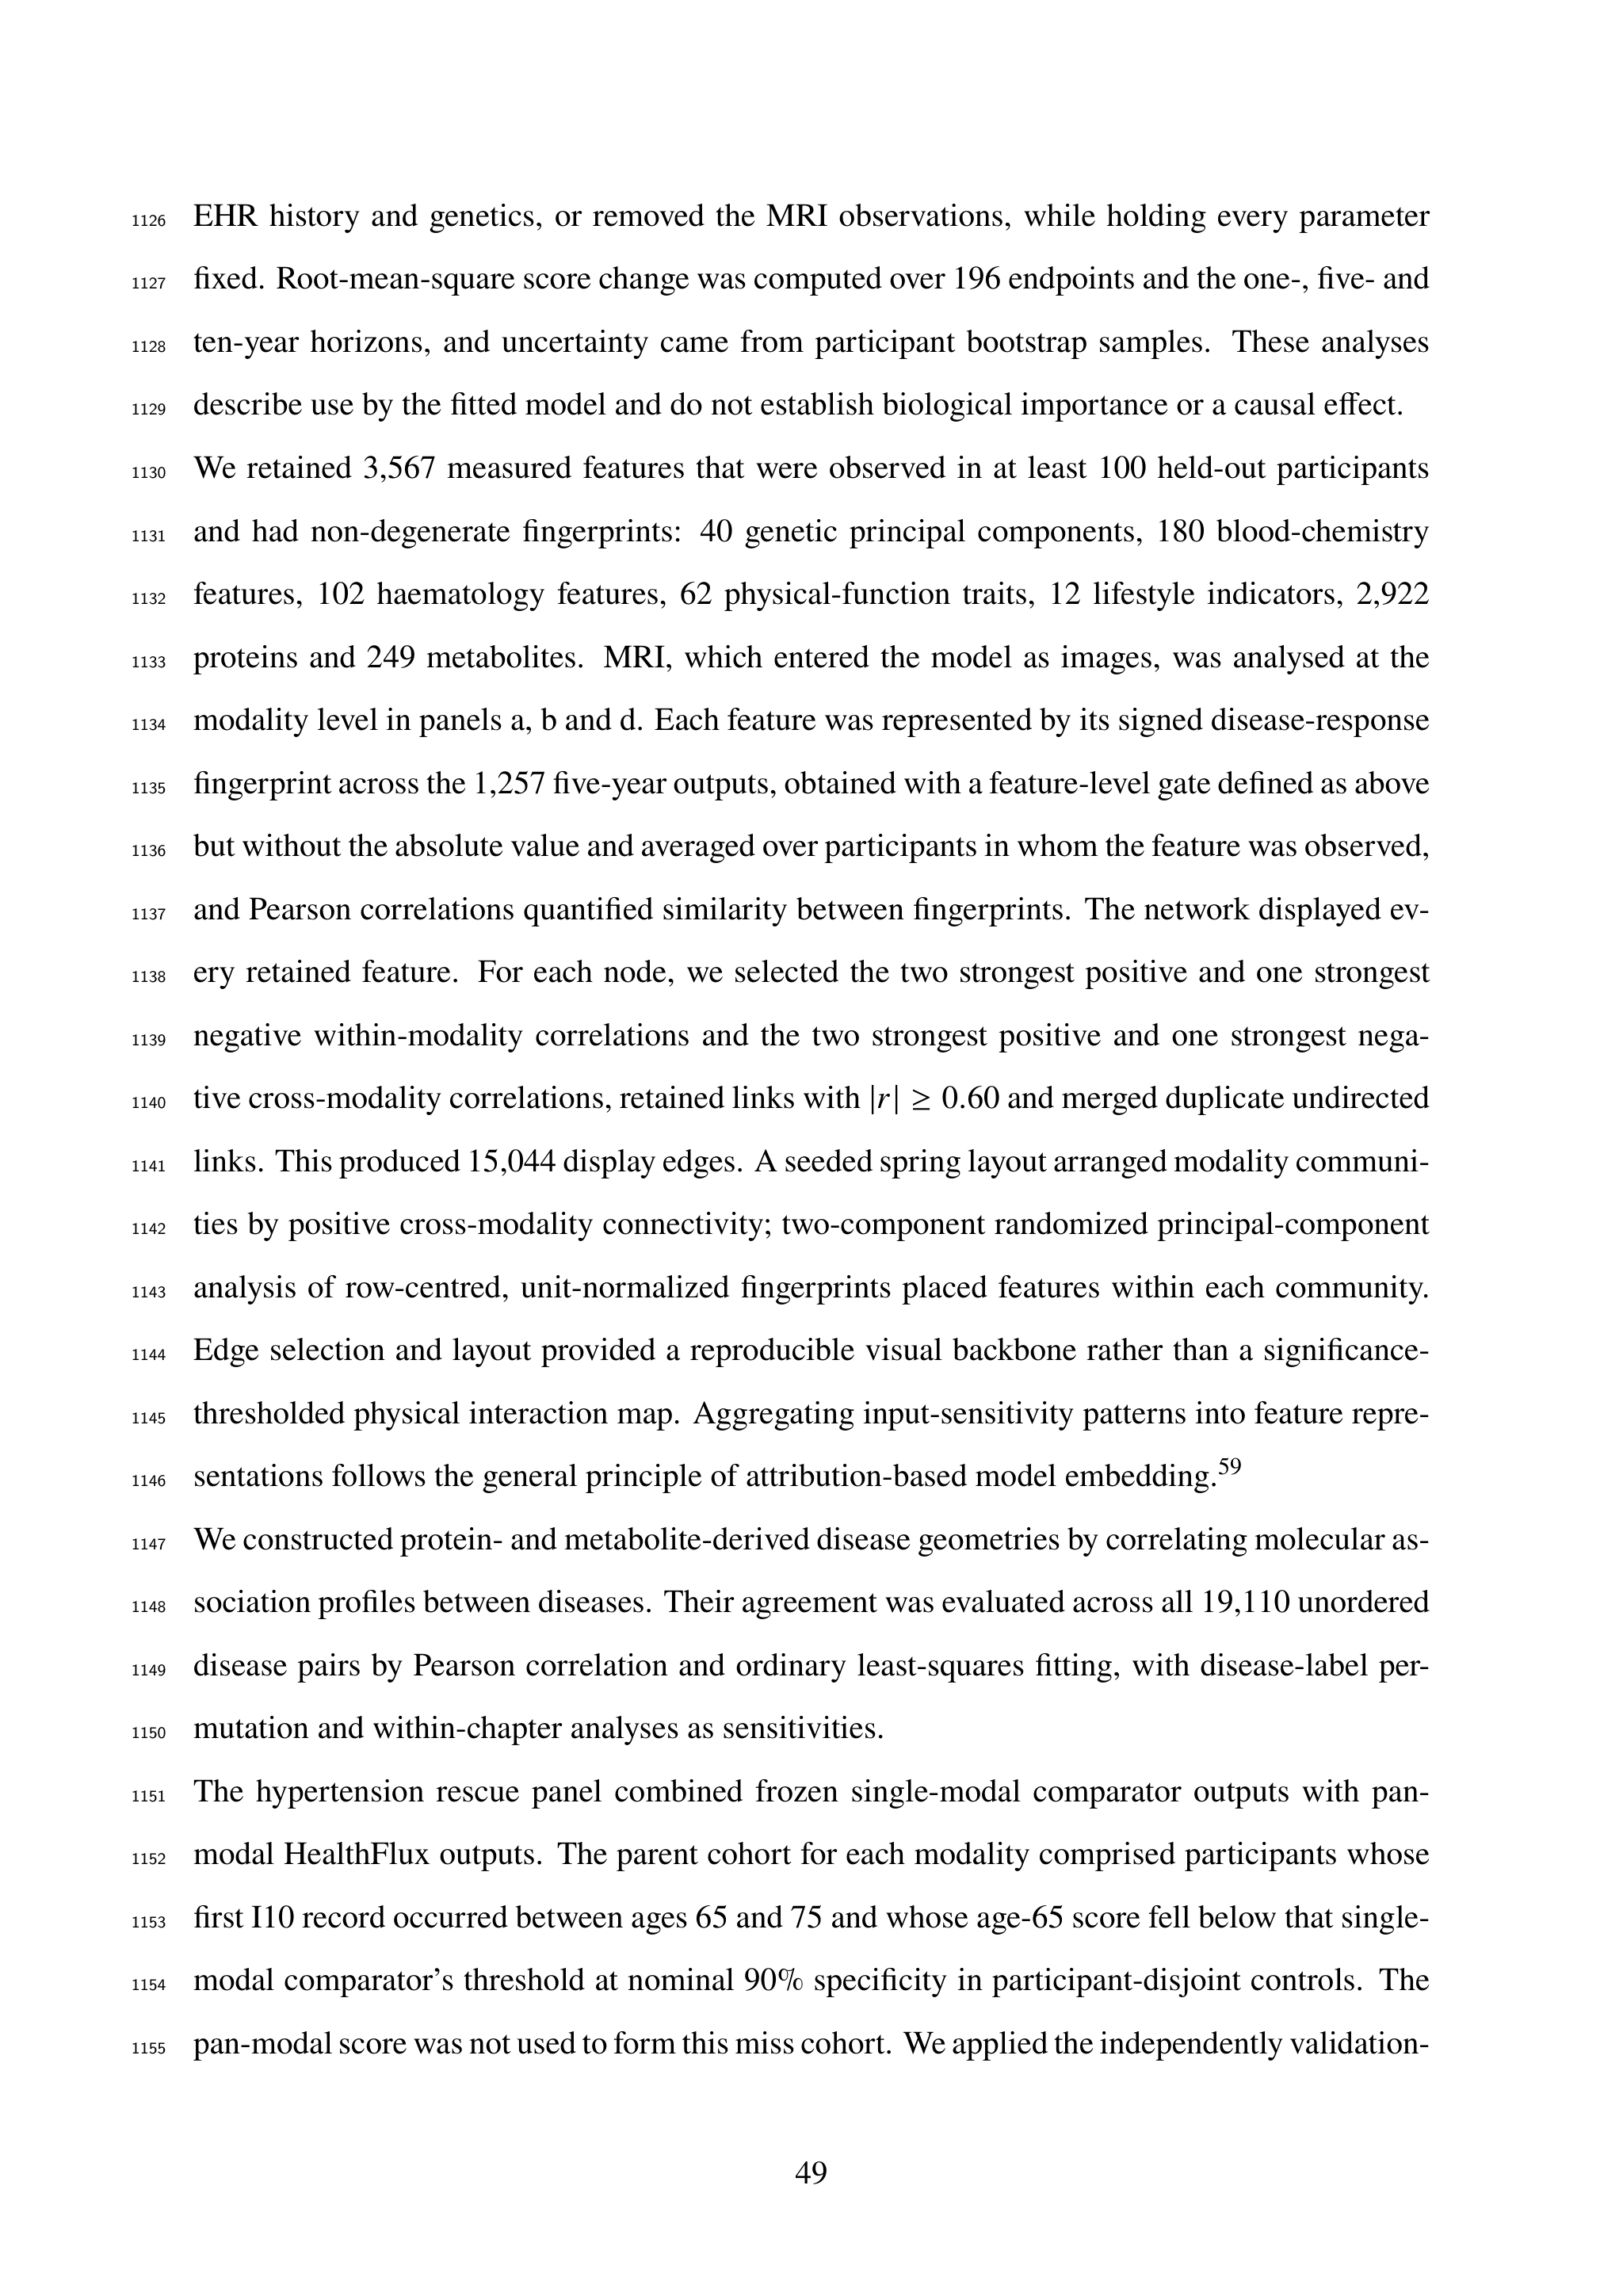 1126 EHR history and genetics, or removed the MRI observations, while holding every parameter
1127 fixed. Root-mean-square score change was computed over 196 endpoints and the one-, five- and
1128 ten-year horizons, and uncertainty came from participant bootstrap samples. These analyses
1129 describe use by the fitted model and do not establish biological importance or a causal effect.
1130 We retained 3,567 measured features that were observed in at least 100 held-out participants
1131 and had non-degenerate fingerprints: 40 genetic principal components, 180 blood-chemistry
1132 features, 102 haematology features, 62 physical-function traits, 12 lifestyle indicators, 2,922
1133 proteins and 249 metabolites. MRI, which entered the model as images, was analysed at the
1134 modality level in panels a, b and d. Each feature was represented by its signed disease-response
1135 fingerprint across the 1,257 five-year outputs, obtained with a feature-level gate defined as above
1136 but without the absolute value and averaged over participants in whom the feature was observed,
1137 and Pearson correlations quantified similarity between fingerprints. The network displayed ev-
1138 ery retained feature. For each node, we selected the two strongest positive and one strongest
1139 negative within-modality correlations and the two strongest positive and one strongest nega-
1140 tive cross-modality correlations, retained links with |r| ≥ 0.60 and merged duplicate undirected
1141 links. This produced 15,044 display edges. A seeded spring layout arranged modality communi-
1142 ties by positive cross-modality connectivity; two-component randomized principal-component
1143 analysis of row-centred, unit-normalized fingerprints placed features within each community.
1144 Edge selection and layout provided a reproducible visual backbone rather than a significance-
1145 thresholded physical interaction map. Aggregating input-sensitivity patterns into feature repre-
1146 sentations follows the general principle of attribution-based model embedding.59
1147 We constructed protein- and metabolite-derived disease geometries by correlating molecular as-
1148 sociation profiles between diseases. Their agreement was evaluated across all 19,110 unordered
1149 disease pairs by Pearson correlation and ordinary least-squares fitting, with disease-label per-
1150 mutation and within-chapter analyses as sensitivities.
1151 The hypertension rescue panel combined frozen single-modal comparator outputs with pan-
1152 modal HealthFlux outputs. The parent cohort for each modality comprised participants whose
1153 first I10 record occurred between ages 65 and 75 and whose age-65 score fell below that single-
1154 modal comparator's threshold at nominal 90% specificity in participant-disjoint controls. The
1155 pan-modal score was not used to form this miss cohort. We applied the independently validation-
49